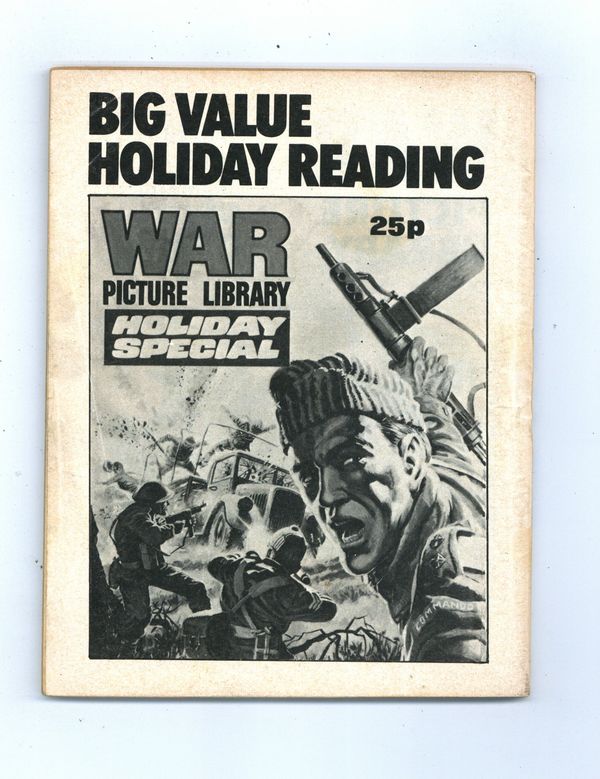 BIG VALUE
HOLIDAY READING
WAR
25p
PICTURE LIBRARY
HOLIDAY
SPECIAL
COMMANDO